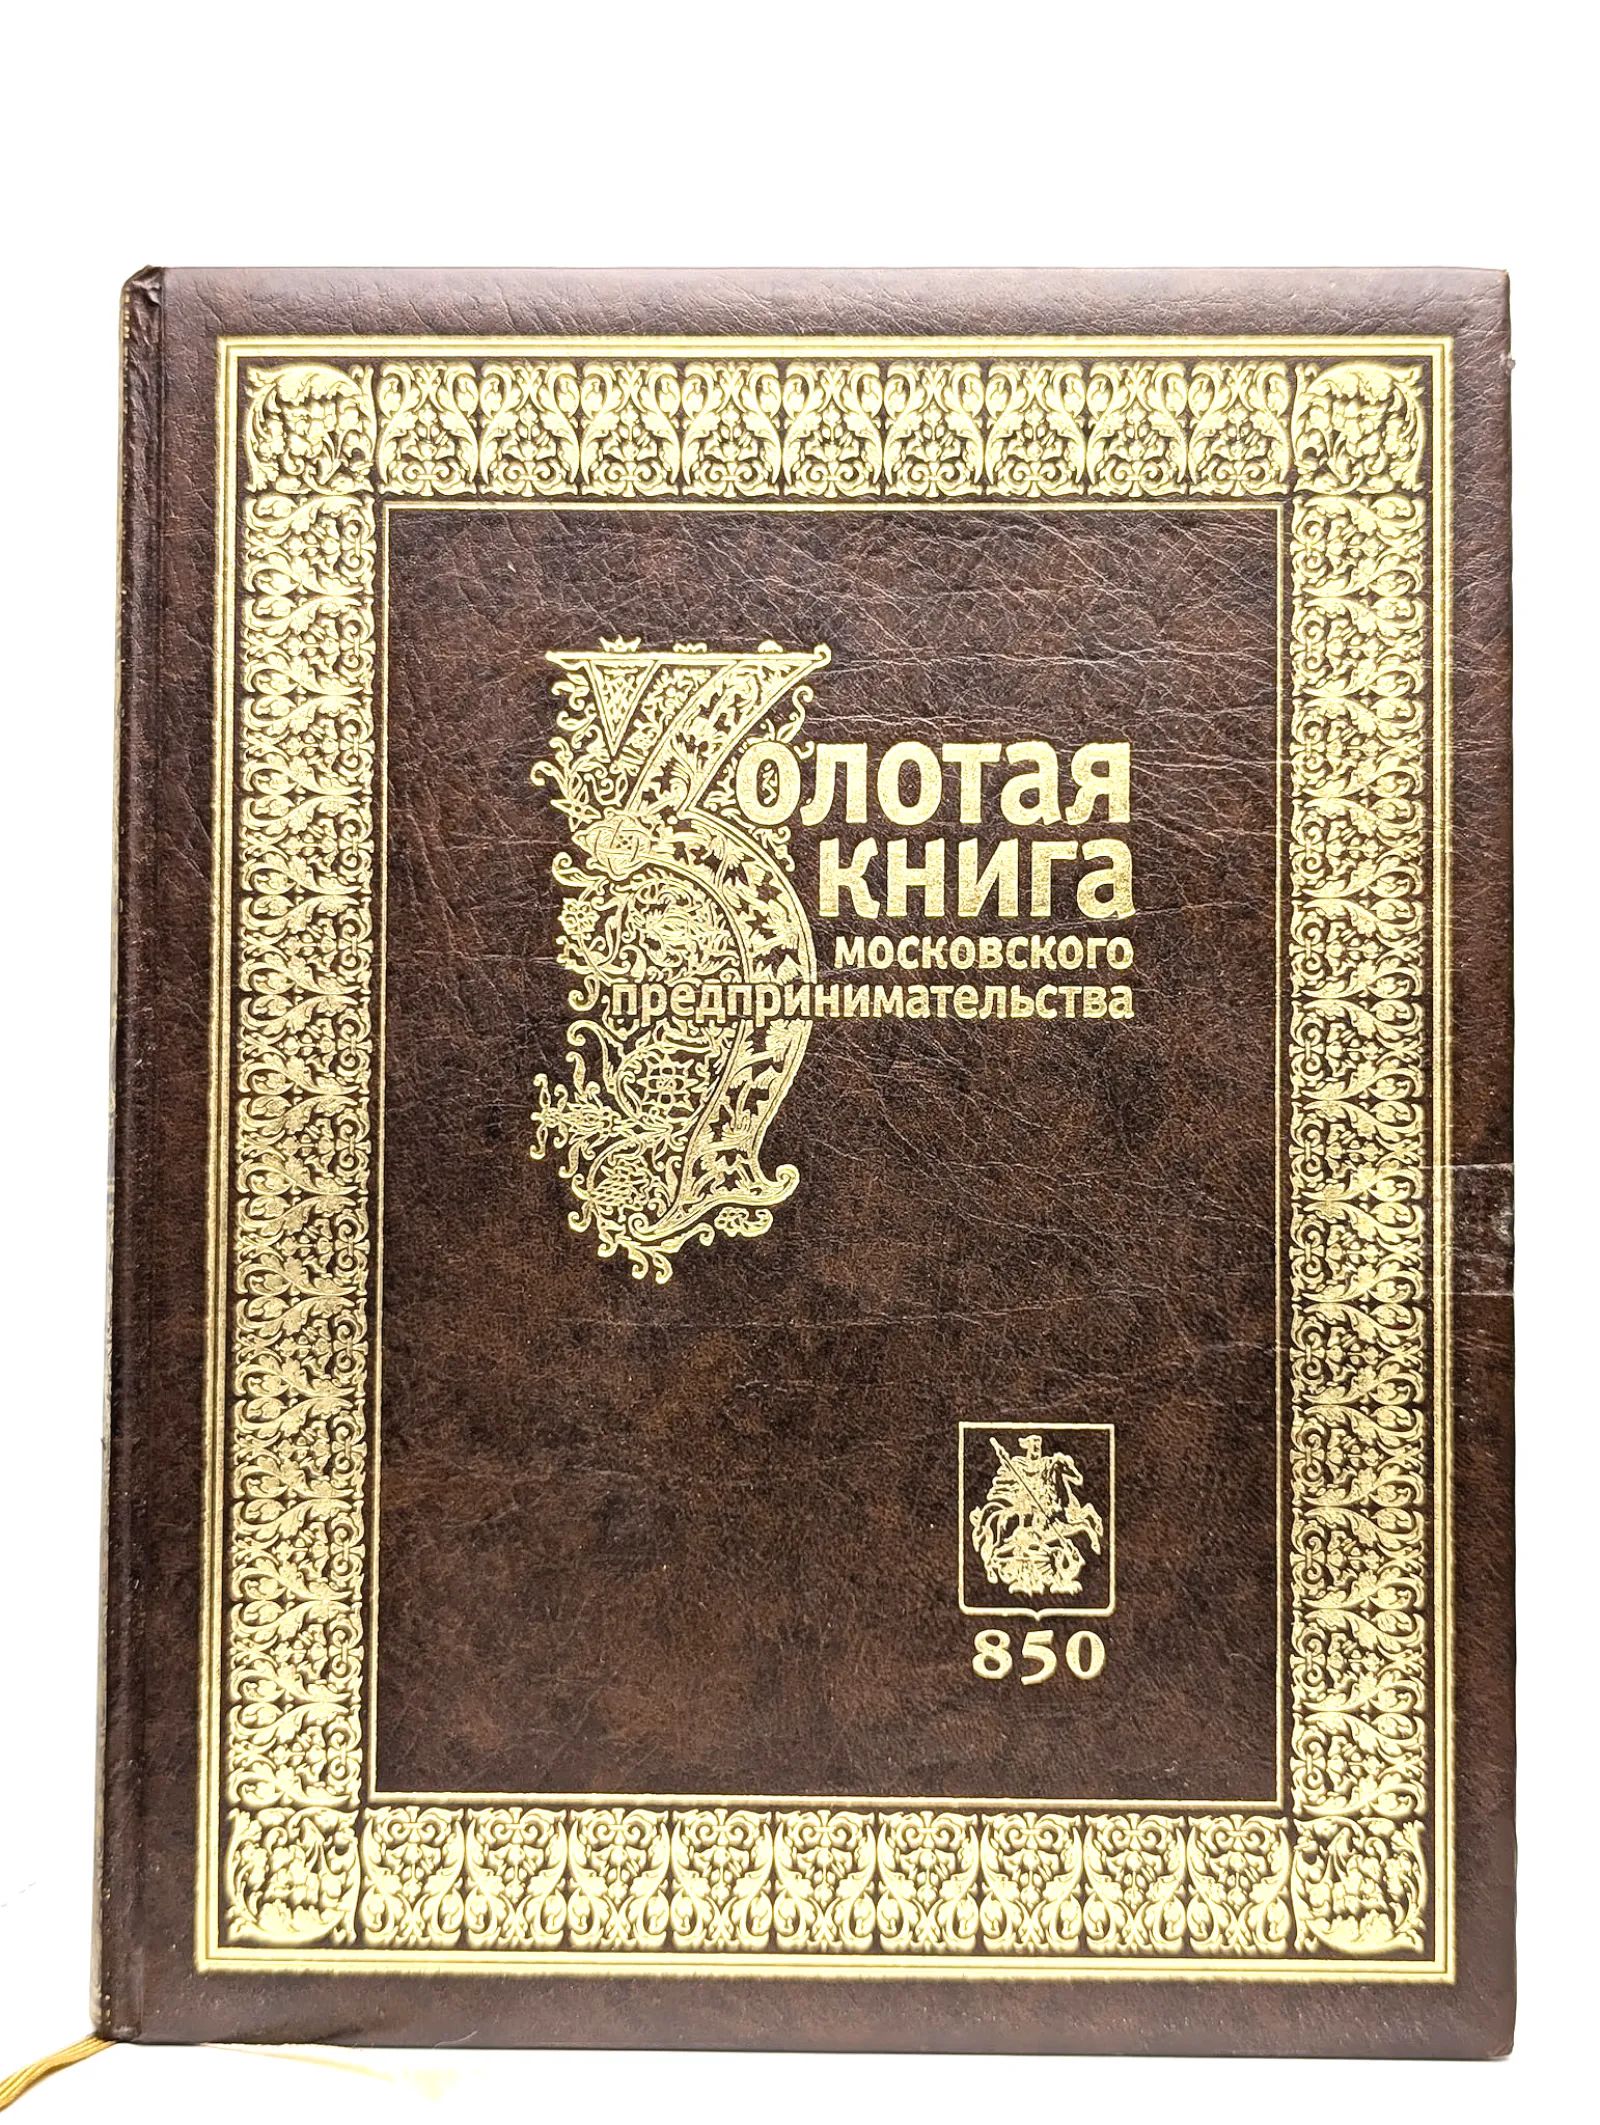 Золотая
книга
московского
предпринимательства
850